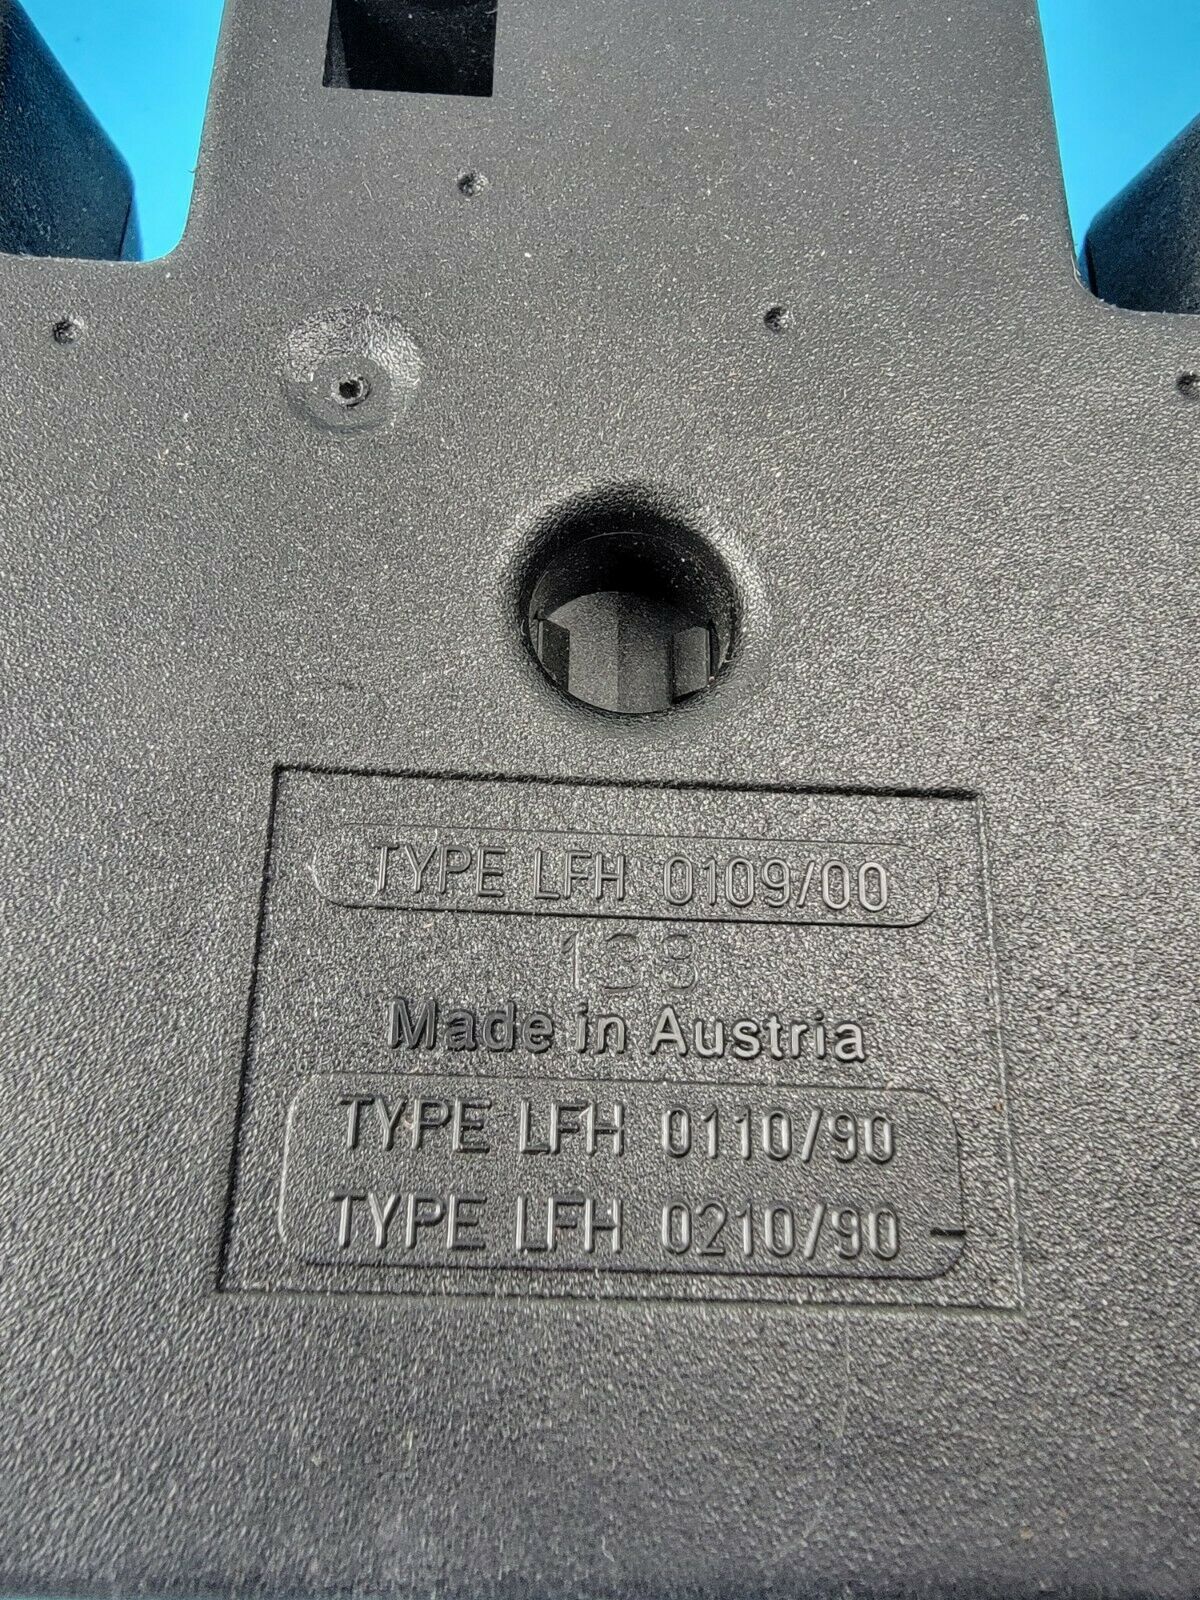 TYPE LFH 0109/00
Made in Austria
TYPE LFH 0110/90
TYPE LFH 0210/90 -